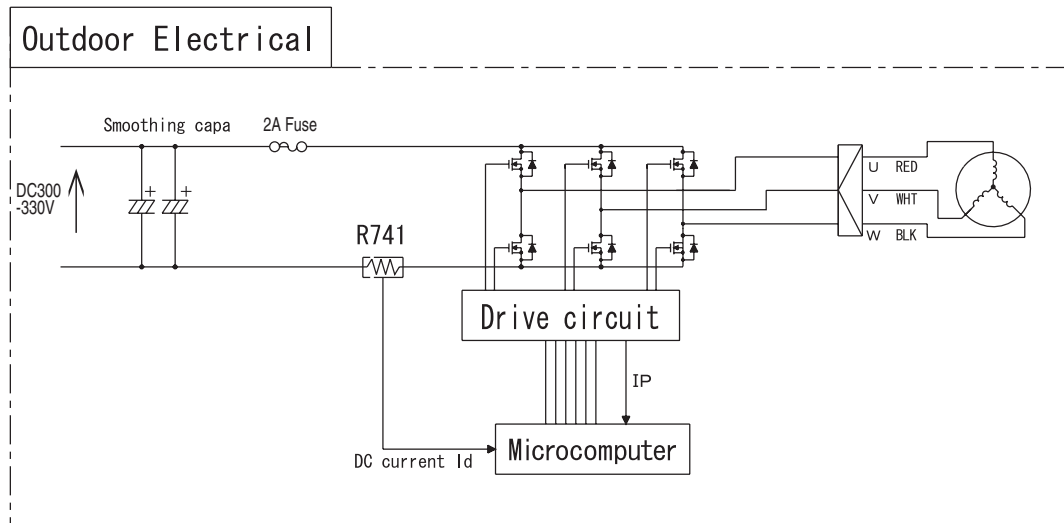 Outdoor Electrical
Smoothing capa
2A Fuse
DC300
-330V
+
+
R741
U RED
V WHT
W BLK
Drive circuit
IP
Microcomputer
DC current Id